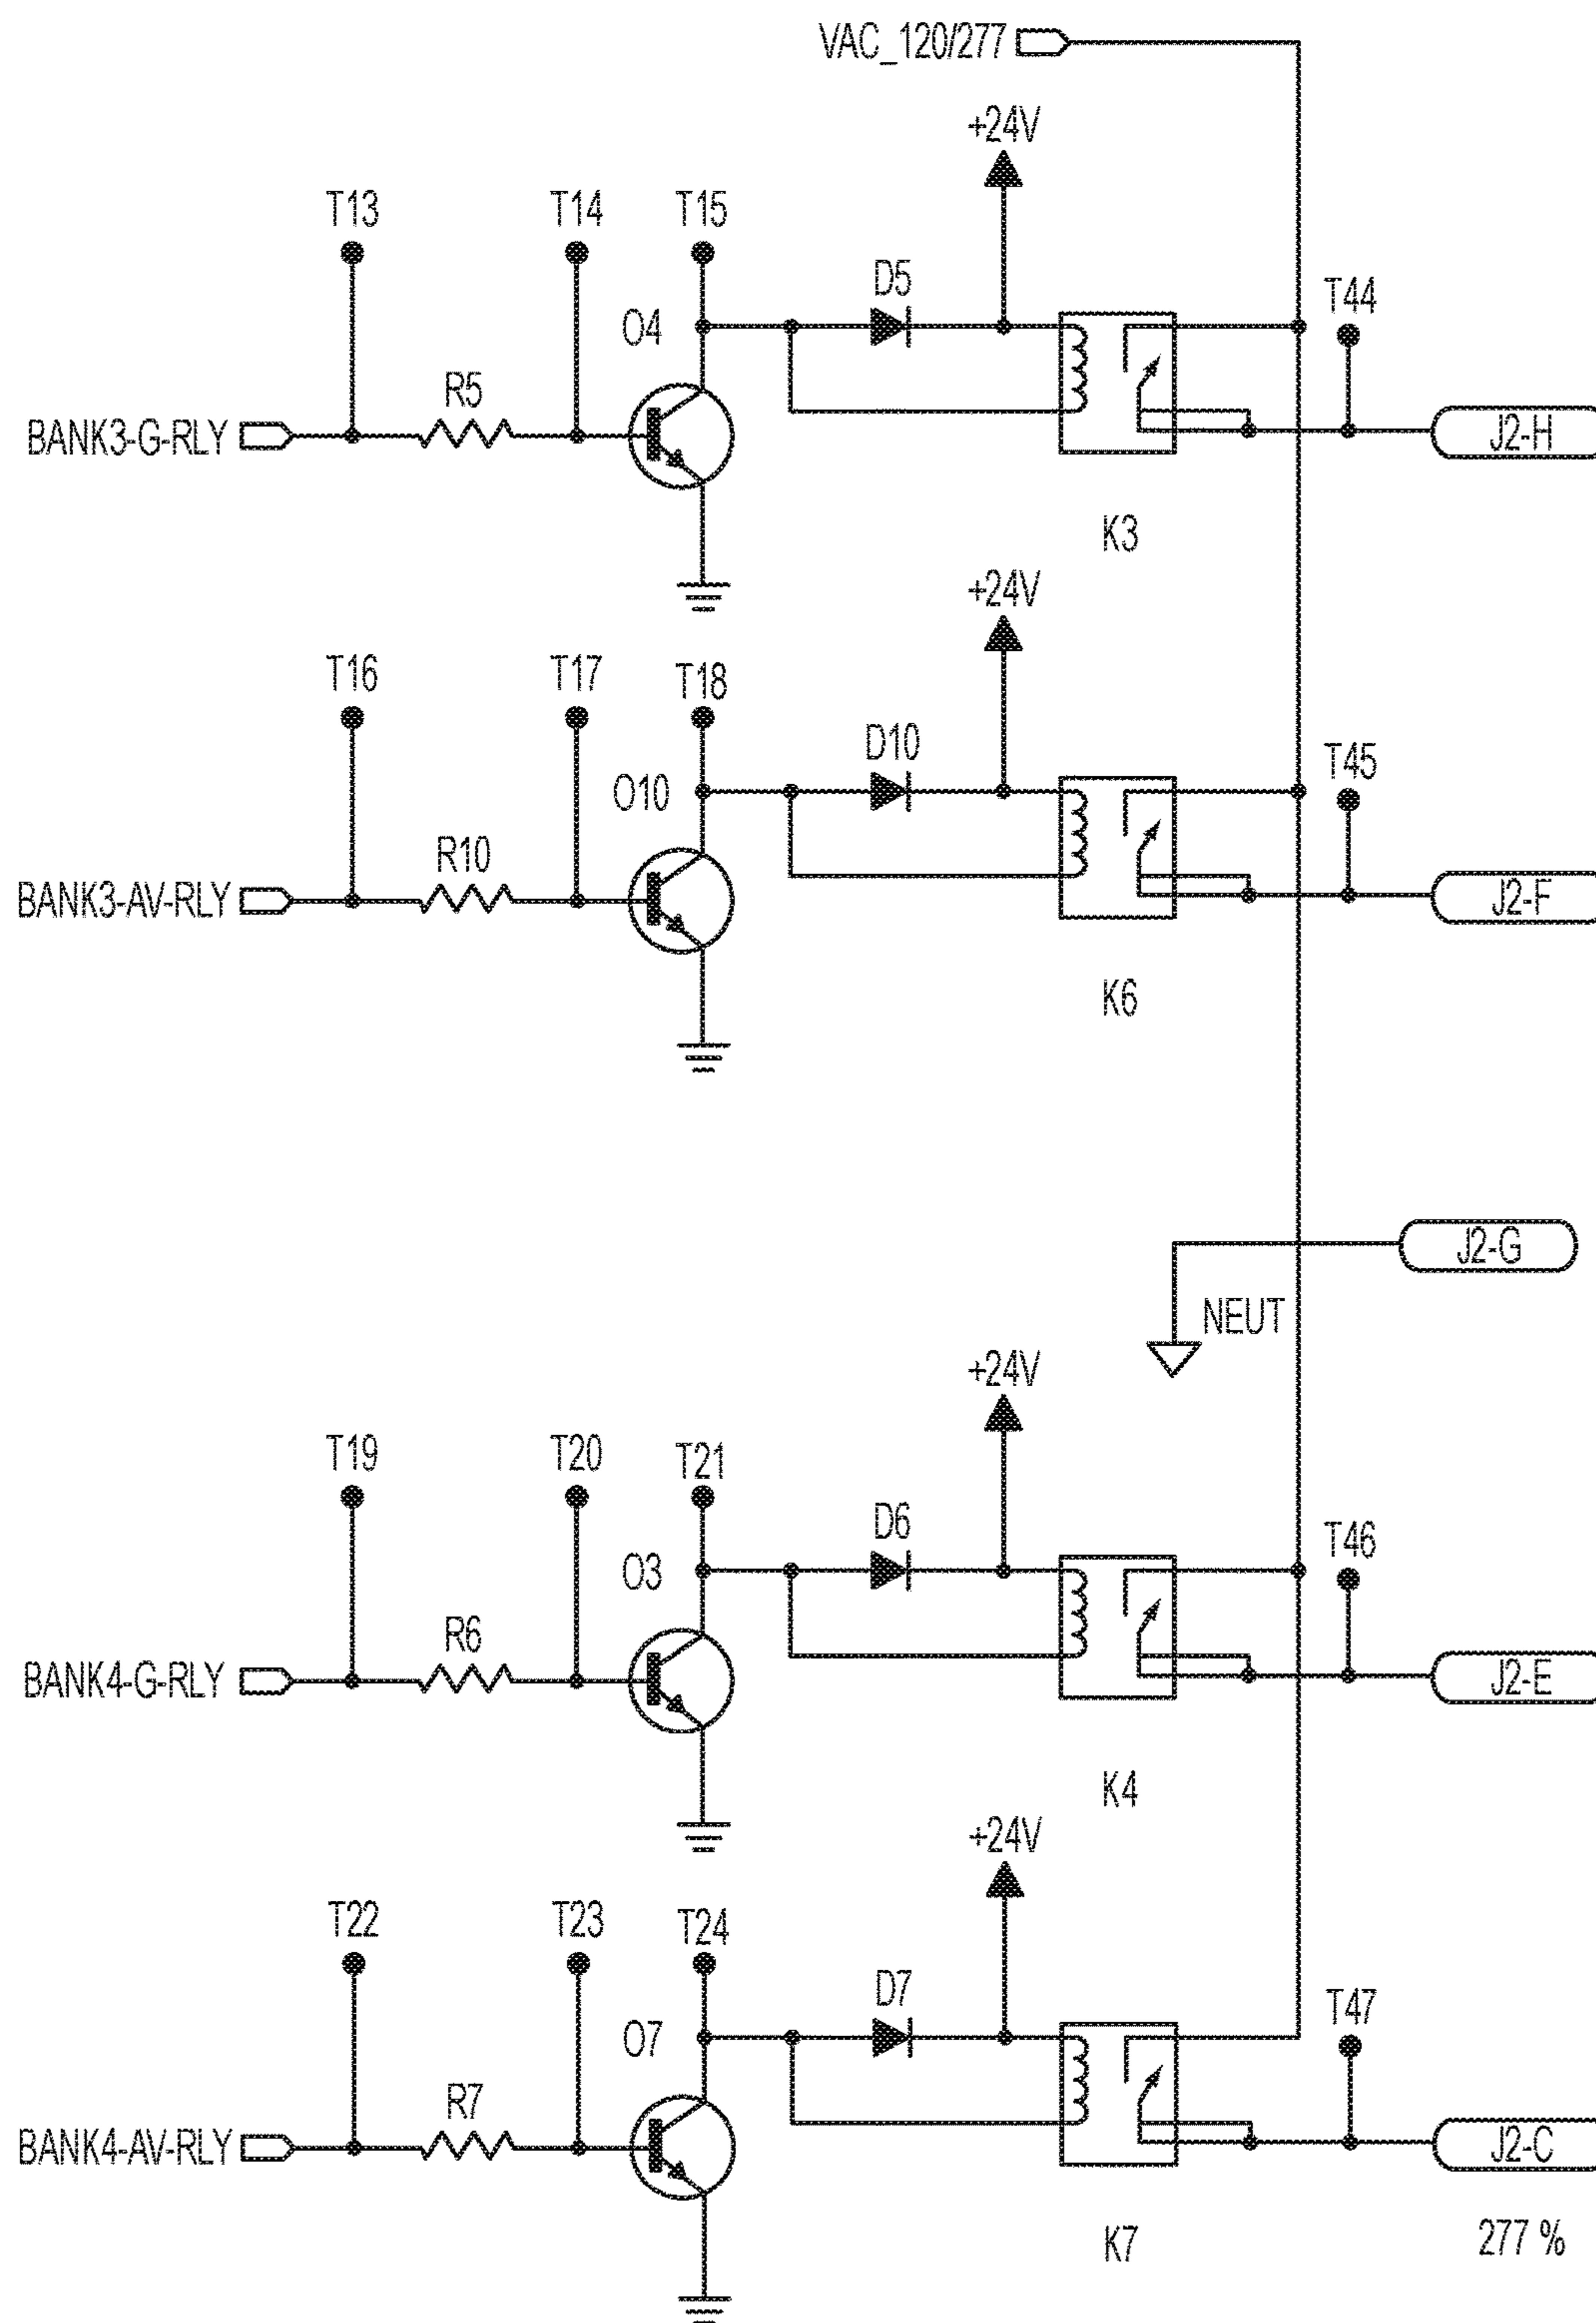 VAC_120/277
+24V
T13
T14
T15
D5
T44
O4
R5
BANK3-G-RLY
J2-H
K3
+24V
T16
T17
T18
D10
T45
O10
R10
BANK3-AV-RLY
J2-F
K6
J2-G
NEUT
+24V
T19
T20
T21
D6
T46
O3
R6
BANK4-G-RLY
J2-E
K4
+24V
T22
T23
T24
D7
T47
O7
R7
BANK4-AV-RLY
J2-C
K7
277 %